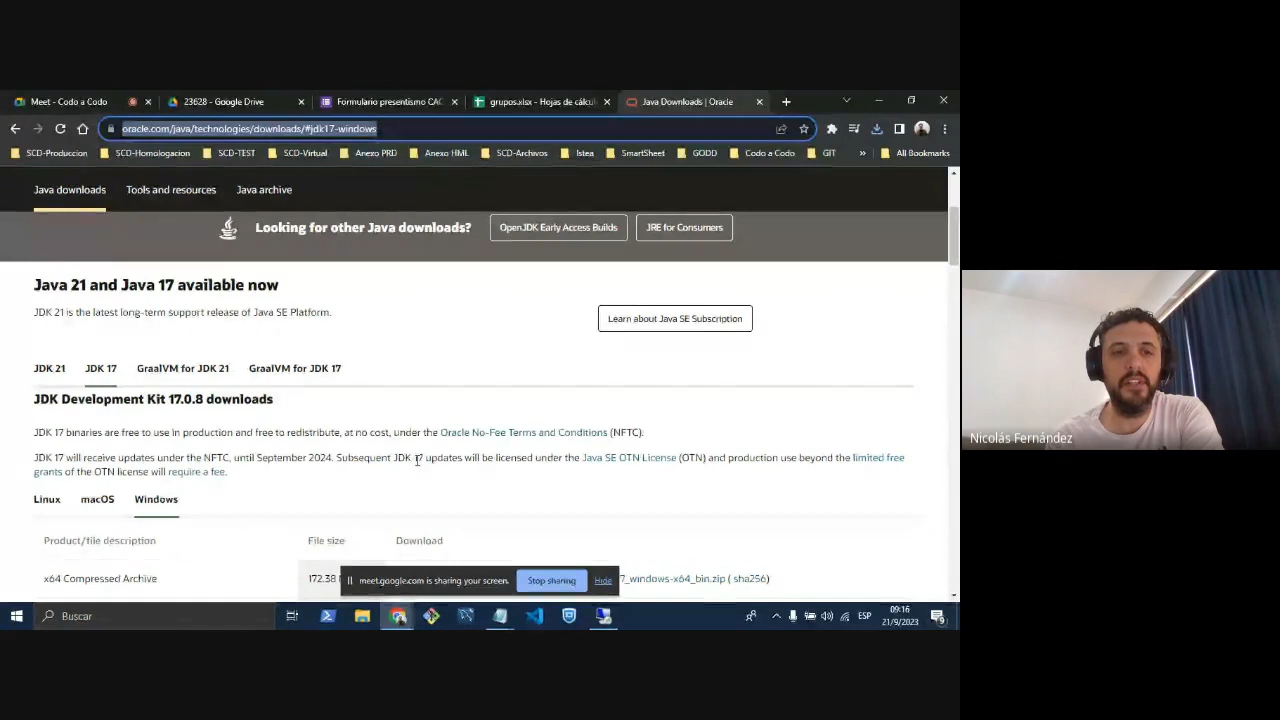 Meet - Codo a Codo
23628 - Google Drive
Formulario presentismo CAC
grupos.xlsx - Hojas de cálcul
Java Downloads | Oracle
oracle.com/java/technologies/downloads/#jdk17-windows
SCD-Produccion
SCD-Homologacion
SCD-TEST
SCD-Virtual
Anexo PRD
Anexo HML
SCD-Archivos
Istea
SmartSheet
GODD
Codo a Codo
GIT
»
All Bookmarks
Java downloads
Tools and resources
Java archive
Looking for other Java downloads?
OpenJDK Early Access Builds
JRE for Consumers
Java 21 and Java 17 available now
JDK 21 is the latest long-term support release of Java SE Platform.
Learn about Java SE Subscription
JDK 21
JDK 17
GraalVM for JDK 21
GraalVM for JDK 17
JDK Development Kit 17.0.8 downloads
JDK 17 binaries are free to use in production and free to redistribute, at no cost, under the Oracle No-Fee Terms and Conditions (NFTC).
JDK 17 will receive updates under the NFTC, until September 2024. Subsequent JDK 17 updates will be licensed under the Java SE OTN License (OTN) and production use beyond the limited free
grants of the OTN license will require a fee.
Linux
macOS
Windows
Product/file description
File size
Download
x64 Compressed Archive
172.38
7_windows-x64_bin.zip ( sha256)
meet.google.com is sharing your screen.
Stop sharing
Hide
Buscar
ESP
09:16
21/9/2023
9
Nicolás Fernández